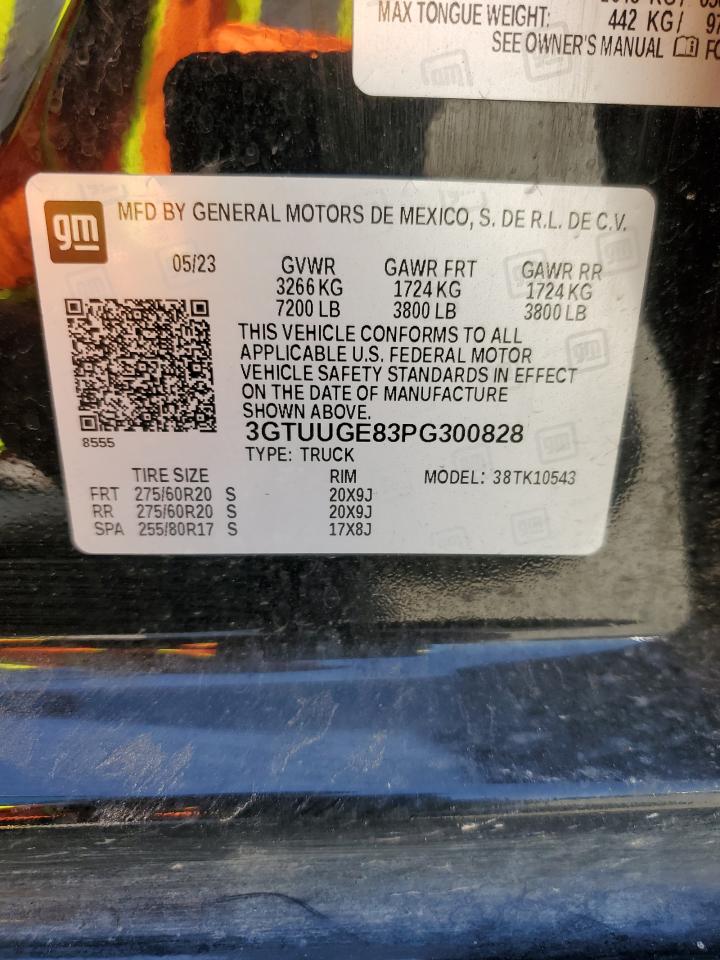 MAX TONGUE WEIGHT: 442 KG /
SEE OWNER'S MANUAL
gm MFD BY GENERAL MOTORS DE MEXICO, S. DE R.L. DE C.V.
05/23 GVWR GAWR FRT GAWR RR
3266 KG 1724 KG 1724 KG
7200 LB 3800 LB 3800 LB
THIS VEHICLE CONFORMS TO ALL
APPLICABLE U.S. FEDERAL MOTOR
VEHICLE SAFETY STANDARDS IN EFFECT
ON THE DATE OF MANUFACTURE
SHOWN ABOVE.
8555
3GTUUGE83PG300828
TYPE: TRUCK
TIRE SIZE RIM MODEL: 38TK10543
FRT 275/60R20 S 20X9J
RR 275/60R20 S 20X9J
SPA 255/80R17 S 17X8J